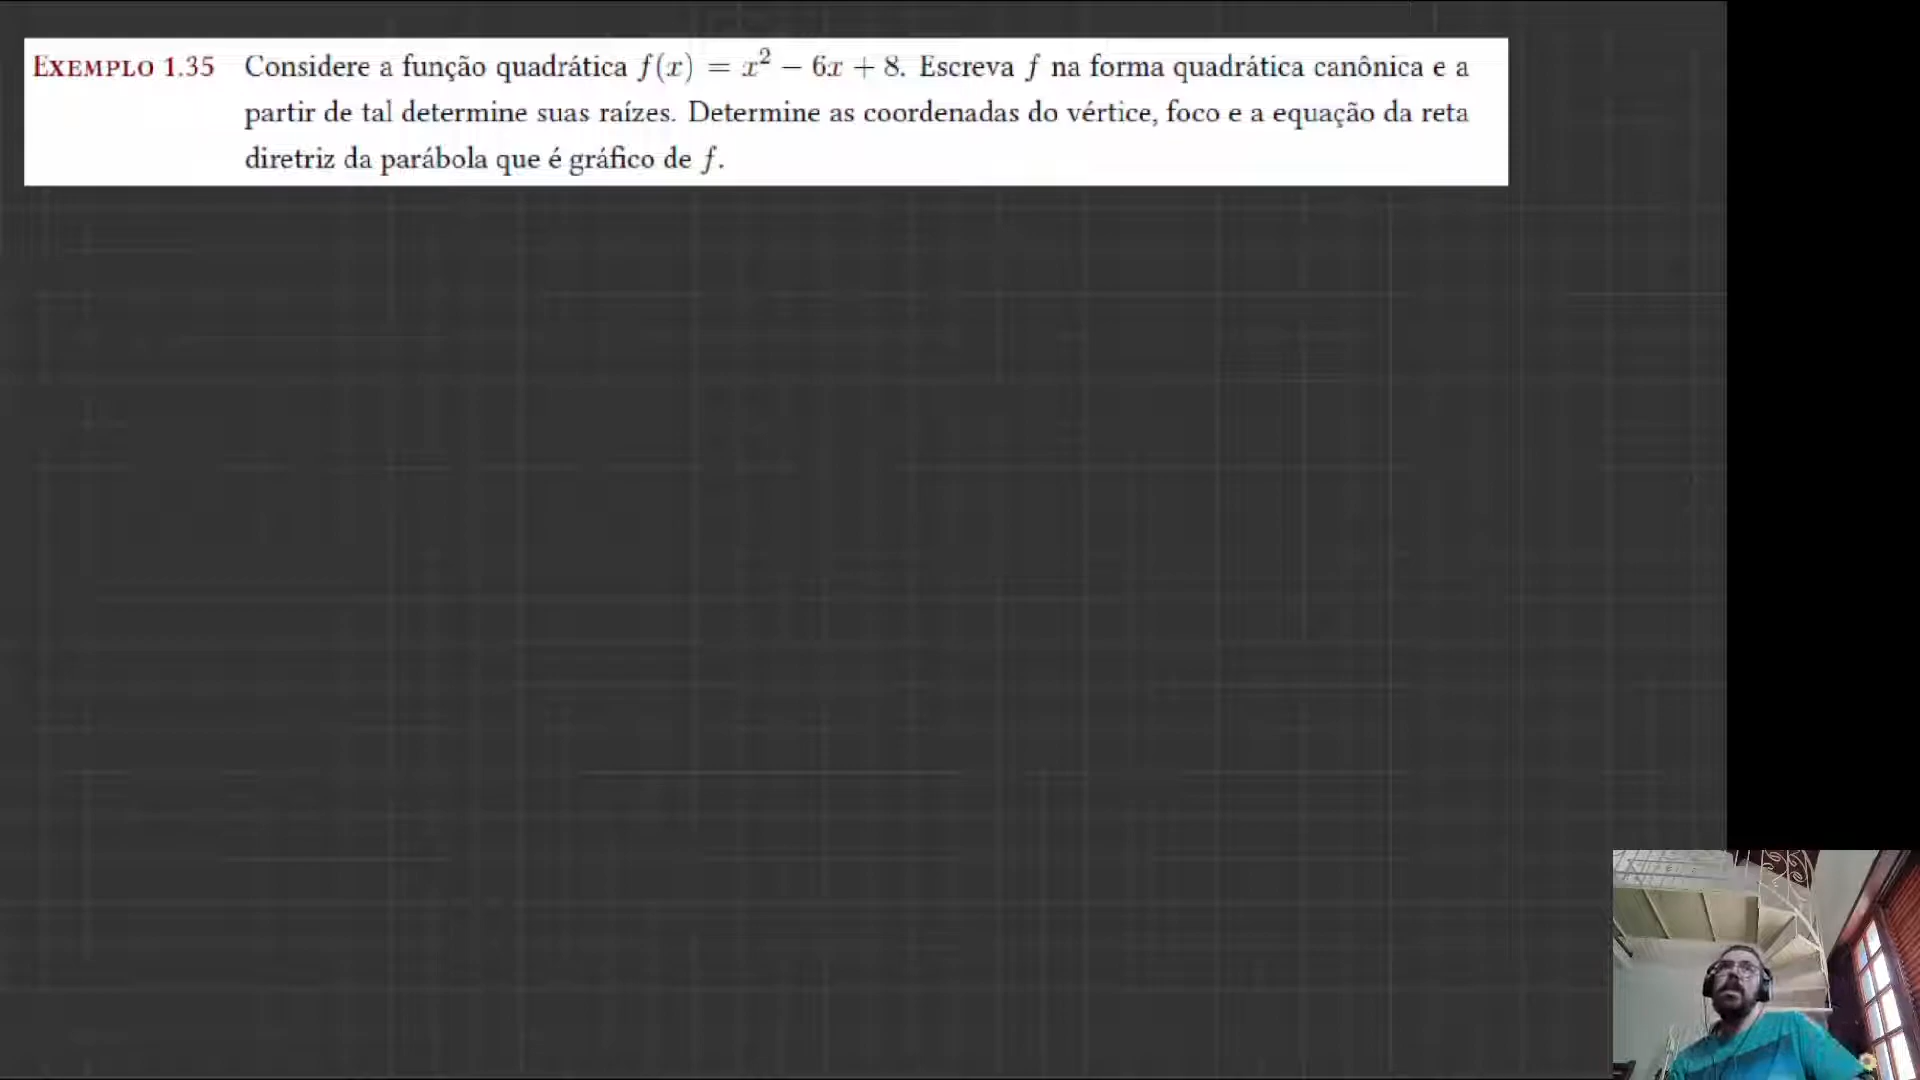 EXEMPLO 1.35 Considere a função quadrática f(x) = x² − 6x + 8. Escreva f na forma quadrática canônica e a
partir de tal determine suas raízes. Determine as coordenadas do vértice, foco e a equação da reta
diretriz da parábola que é gráfico de f.